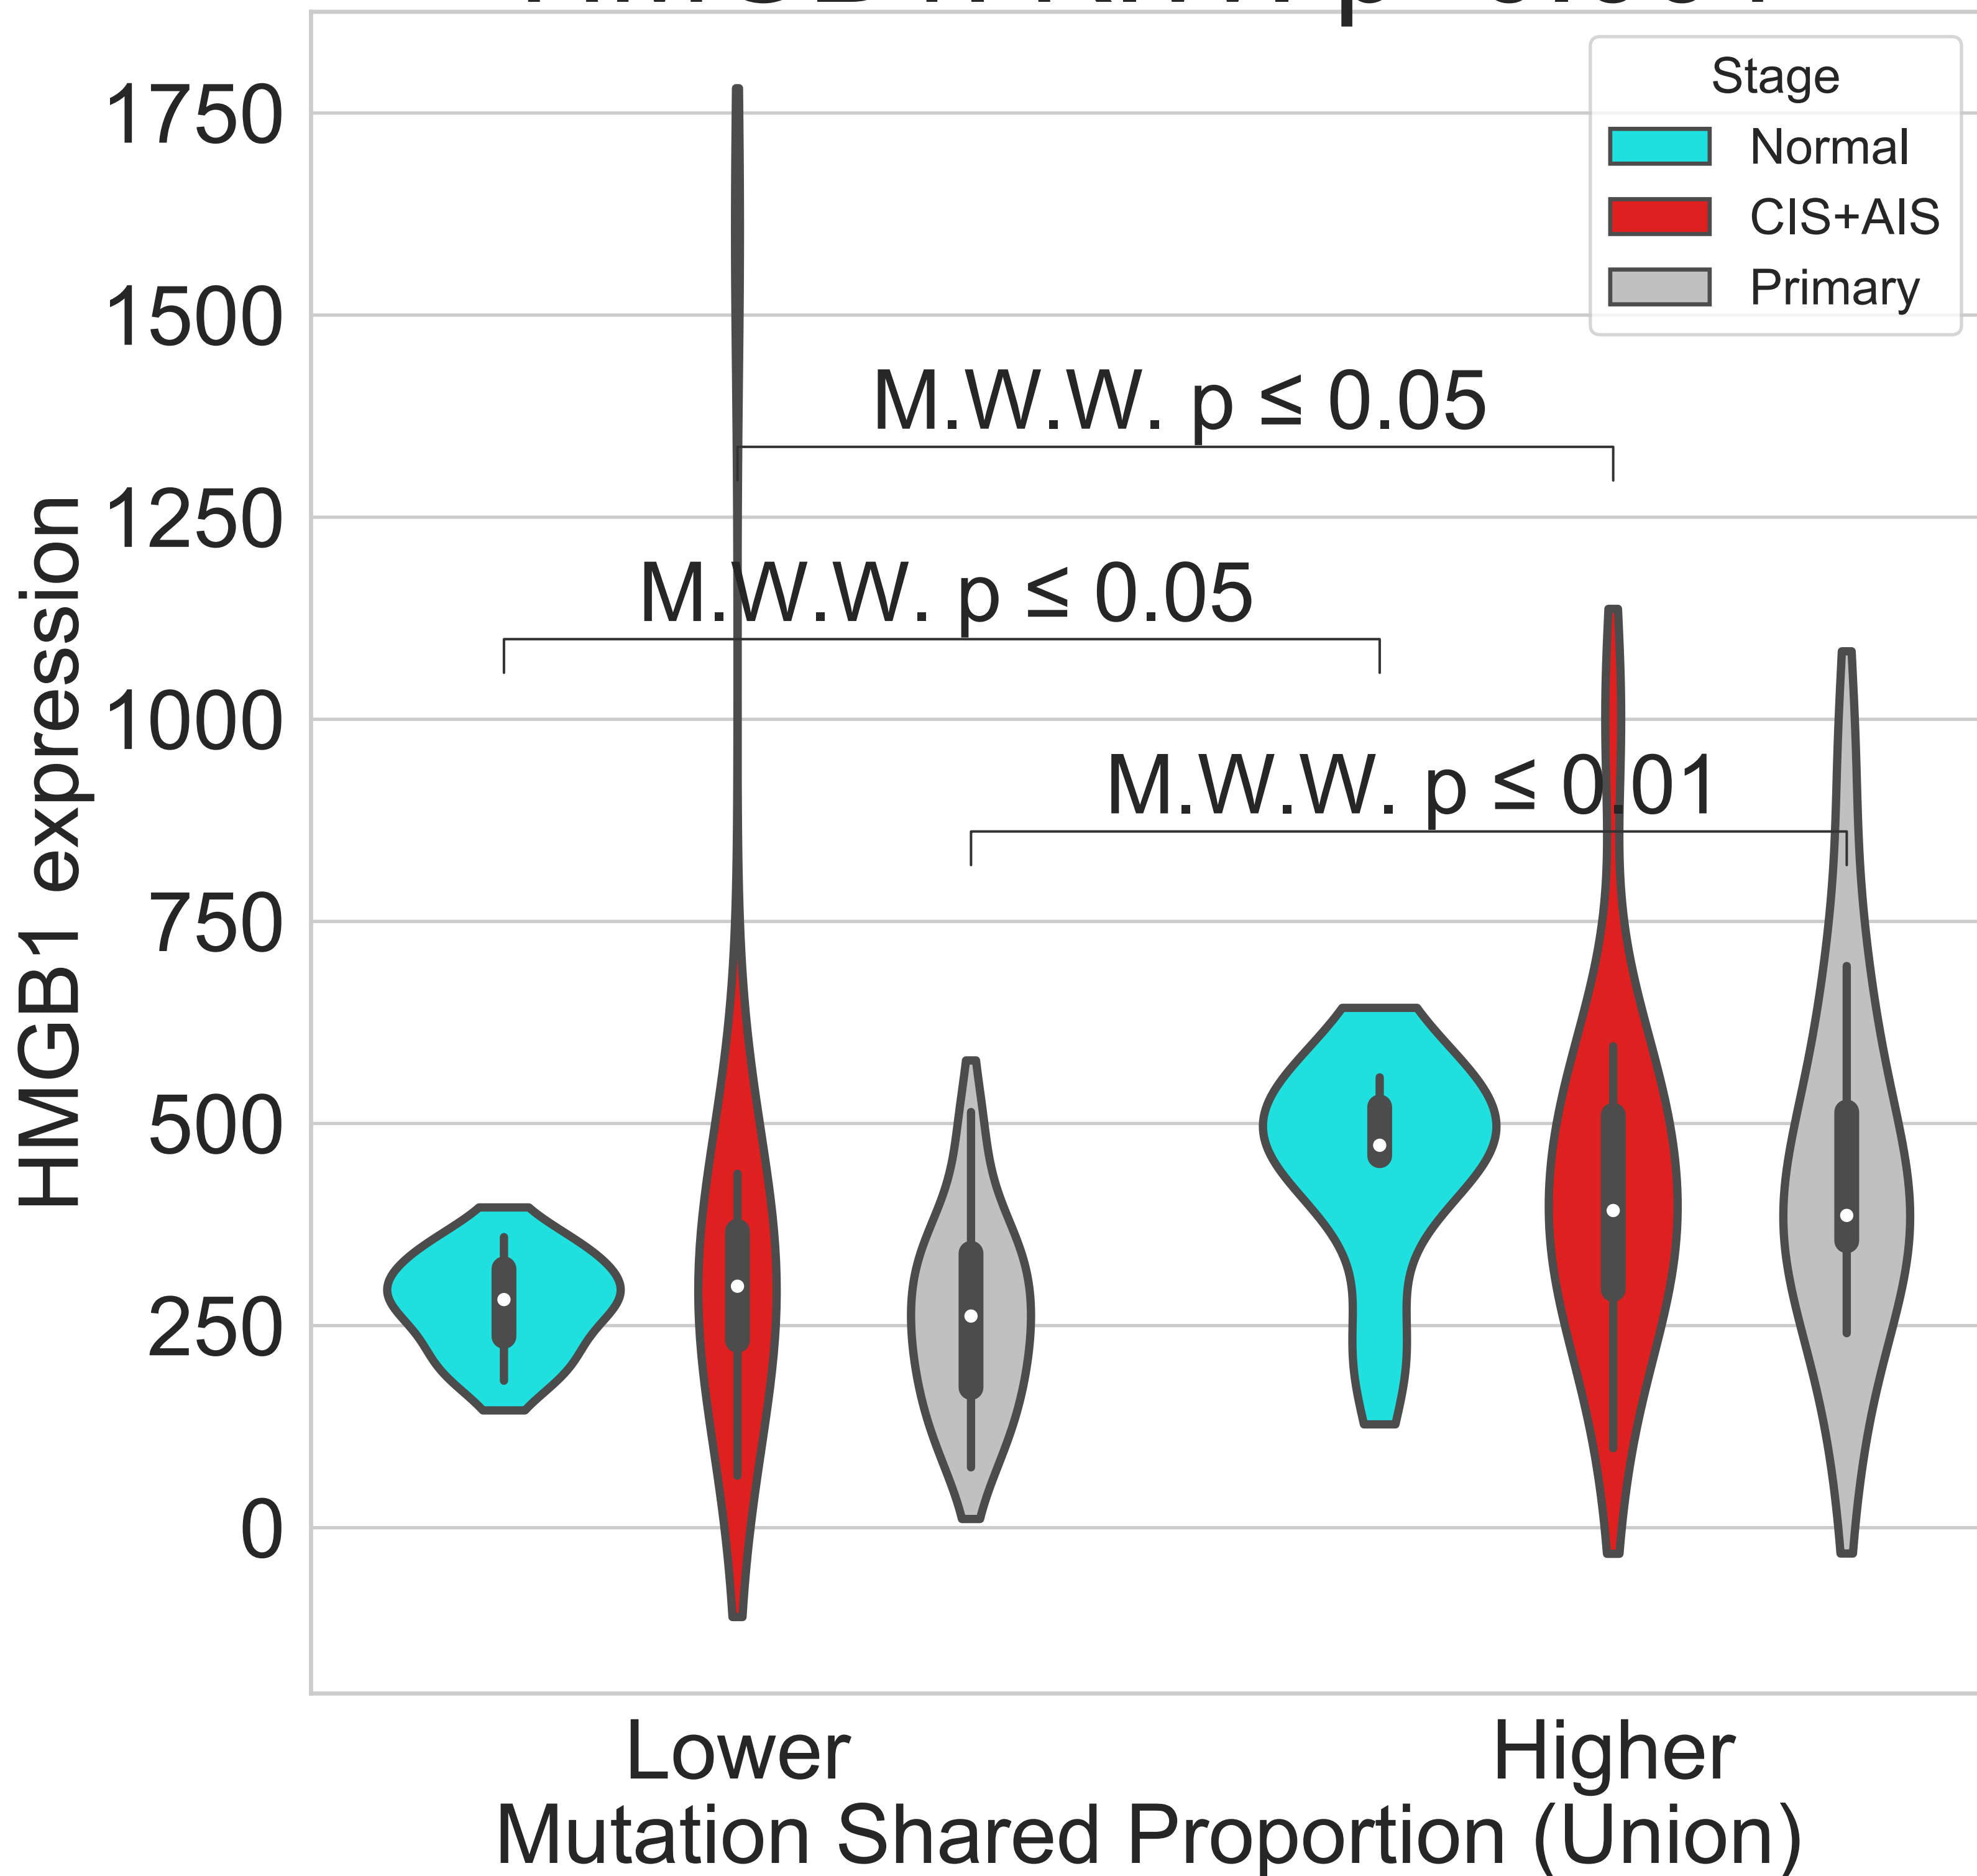 Stage
Normal
CIS+AIS
Primary
1750
1500
1250
1000
750
500
250
0
HMGB1 expression
M.W.W. p ≤ 0.05
M.W.W. p ≤ 0.05
M.W.W. p ≤ 0.01
Lower
Higher
Mutation Shared Proportion (Union)